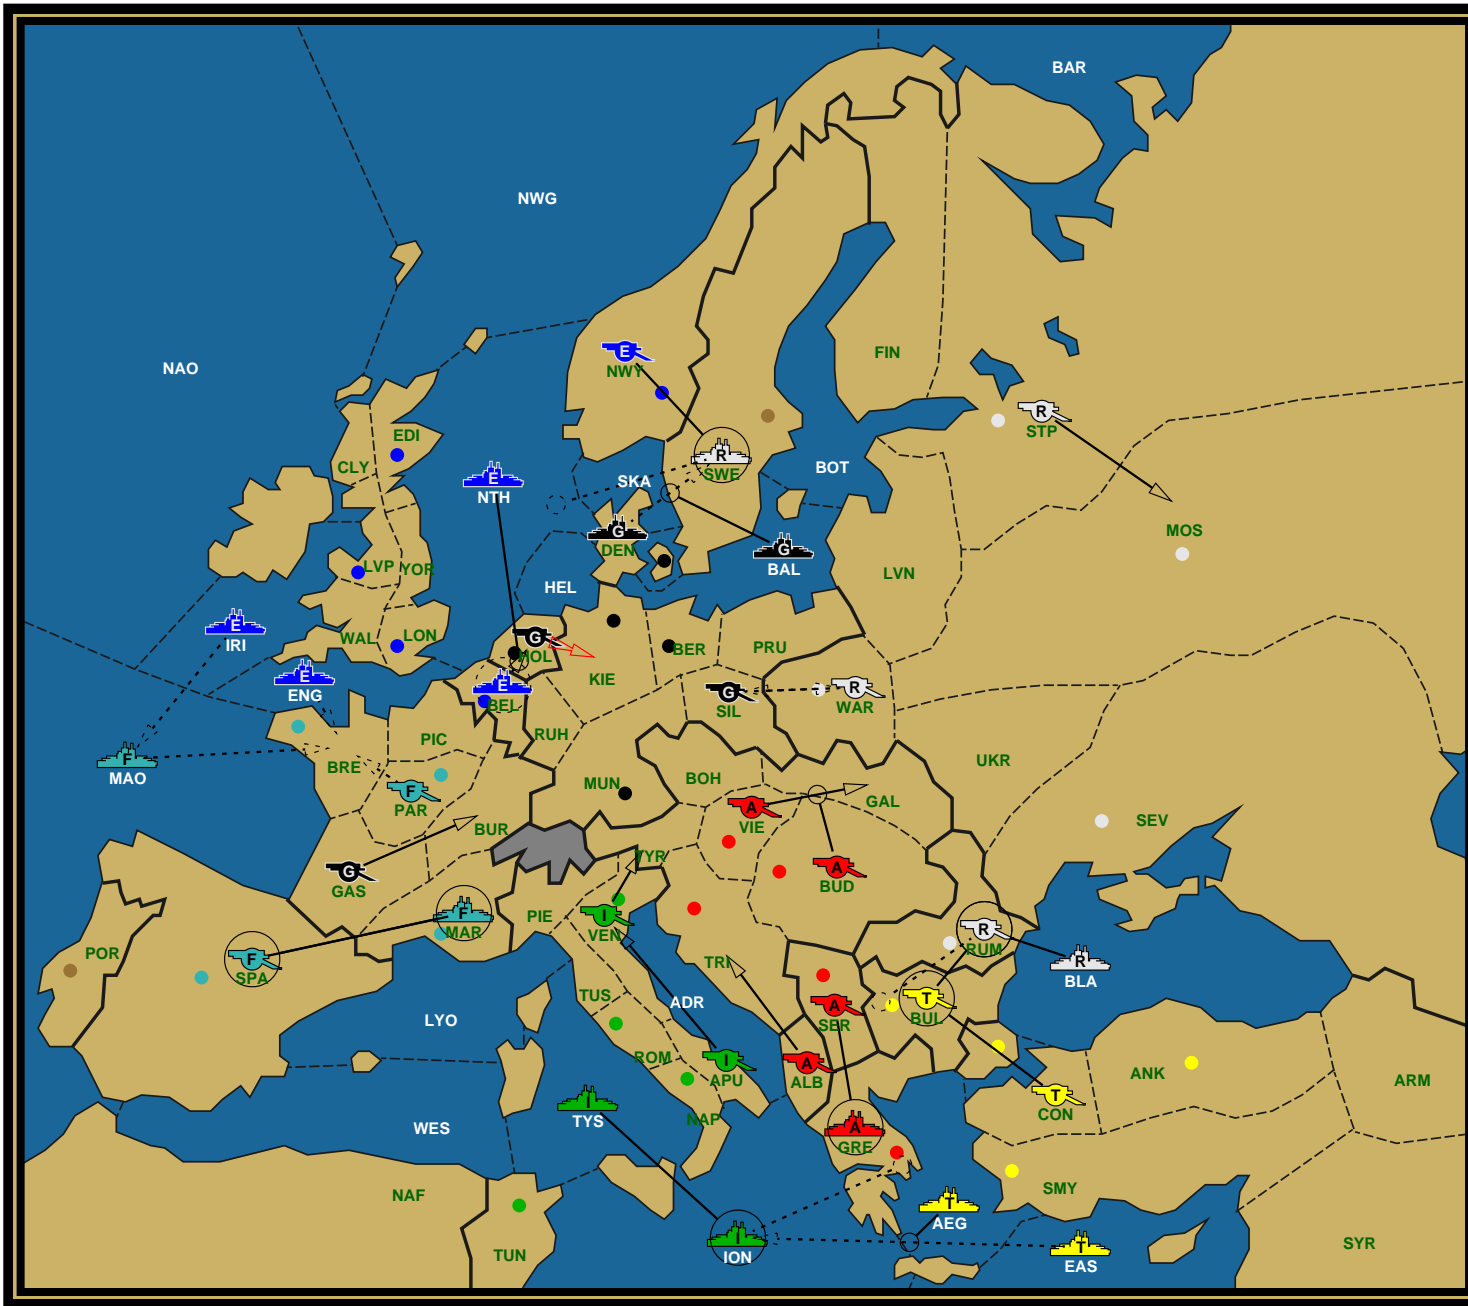 BAR
NWG
NAO
E
NWY
FIN
R
STP
EDI
CLY
E
NTH
SKA
R
SWE
BOT
G
DEN
G
BAL
MOS
LVP
YOR
HEL
LVN
E
IRI
WAL
LON
G
HOL
BER
PRU
E
ENG
E
BEL
KIE
G
SIL
R
WAR
F
MAO
BRE
PIC
RUH
UKR
F
PAR
MUN
BOH
A
VIE
GAL
BUR
SEV
G
GAS
TYR
A
BUD
F
MAR
PIE
I
VEN
R
RUM
POR
F
SPA
TRI
R
BLA
TUS
ADR
A
SER
T
BUL
LYO
ROM
I
APU
A
ALB
ANK
ARM
T
CON
I
TYS
NAP
WES
A
GRE
NAF
SMY
T
AEG
TUN
I
ION
T
EAS
SYR